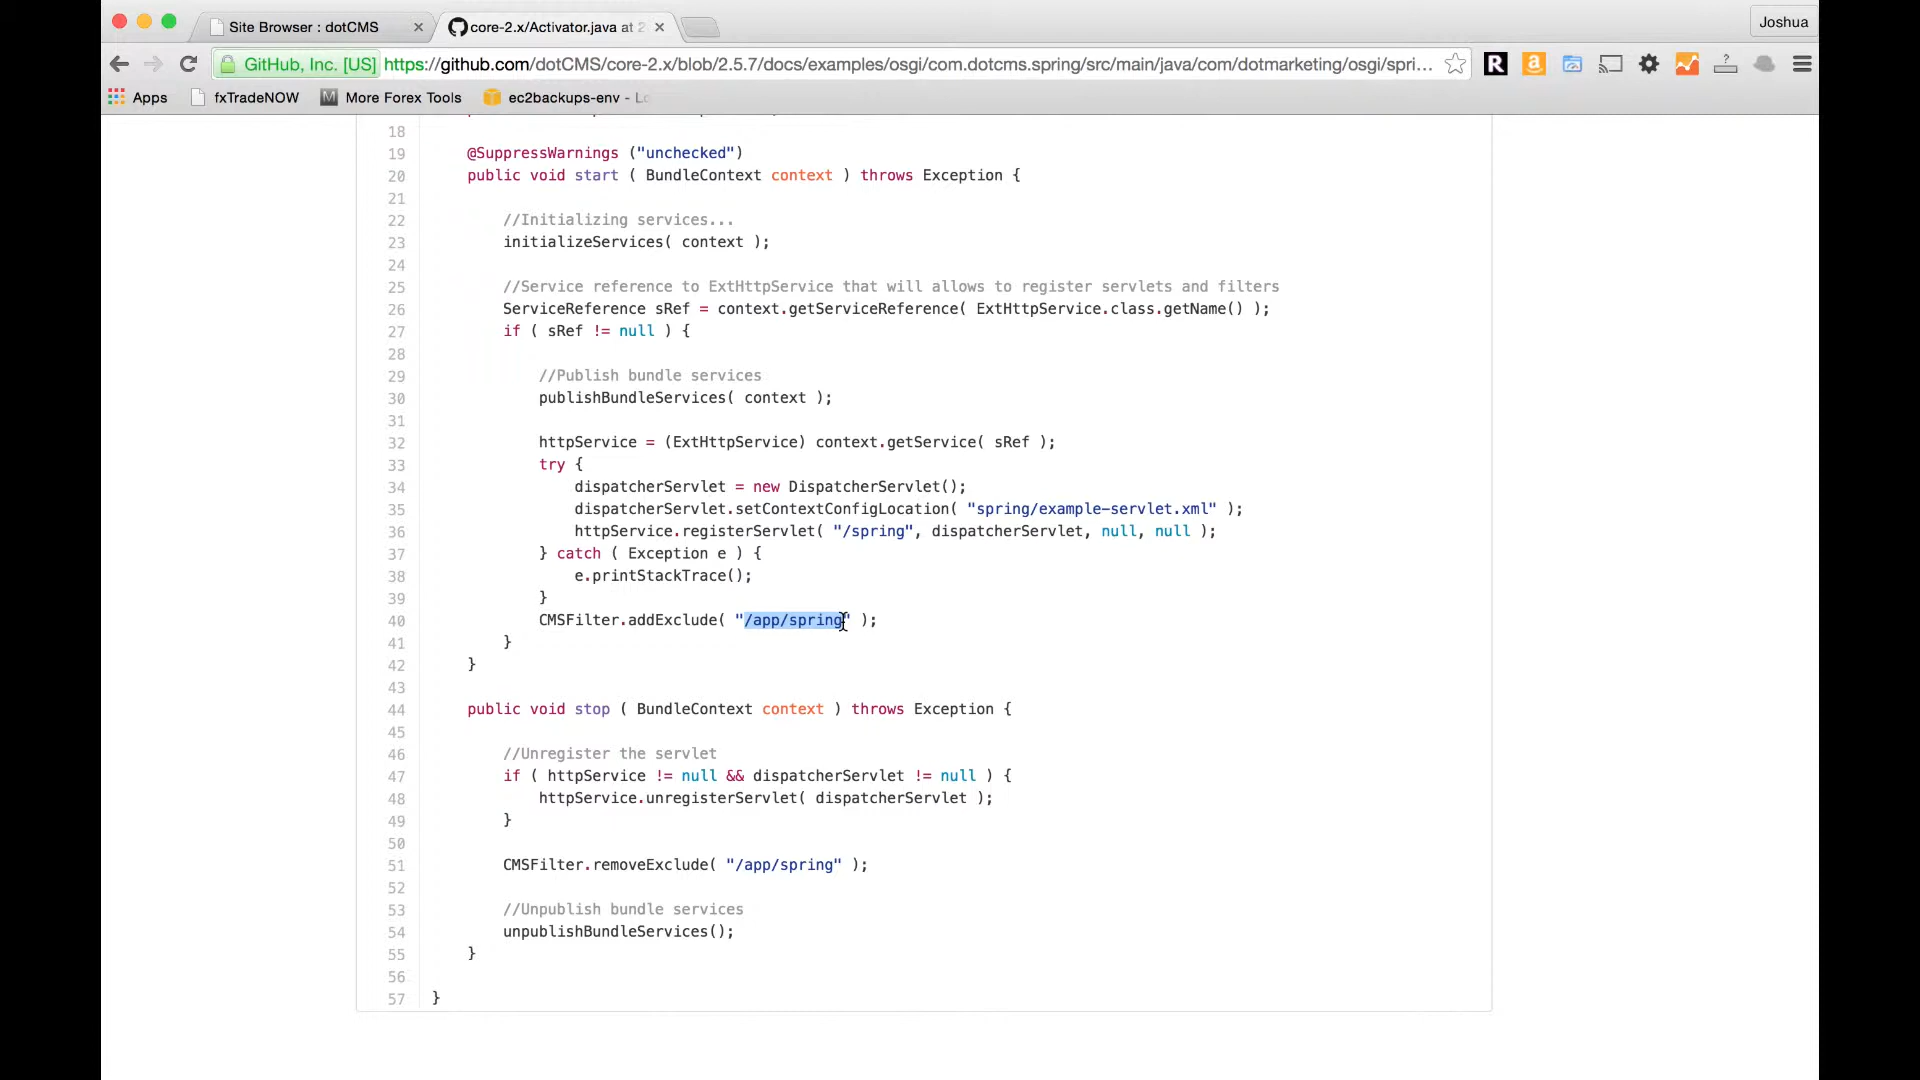 Site Browser : dotCMS
core-2.x/Activator.java at 2
Joshua
GitHub, Inc. [US] https://github.com/dotCMS/core-2.x/blob/2.5.7/docs/examples/osgi/com.dotcms.spring/src/main/java/com/dotmarketing/osgi/spri...
Apps fxTradeNOW More Forex Tools ec2backups-env - Lo
18
19 @SuppressWarnings ("unchecked")
20 public void start ( BundleContext context ) throws Exception {
21
22 //Initializing services...
23 initializeServices( context );
24
25 //Service reference to ExtHttpService that will allows to register servlets and filters
26 ServiceReference sRef = context.getServiceReference( ExtHttpService.class.getName() );
27 if ( sRef != null ) {
28
29 //Publish bundle services
30 publishBundleServices( context );
31
32 httpService = (ExtHttpService) context.getService( sRef );
33 try {
34 dispatcherServlet = new DispatcherServlet();
35 dispatcherServlet.setContextConfigLocation( "spring/example-servlet.xml" );
36 httpService.registerServlet( "/spring", dispatcherServlet, null, null );
37 } catch ( Exception e ) {
38 e.printStackTrace();
39 }
40 CMSFilter.addExclude( "/app/spring" );
41 }
42 }
43
44 public void stop ( BundleContext context ) throws Exception {
45
46 //Unregister the servlet
47 if ( httpService != null && dispatcherServlet != null ) {
48 httpService.unregisterServlet( dispatcherServlet );
49 }
50
51 CMSFilter.removeExclude( "/app/spring" );
52
53 //Unpublish bundle services
54 unpublishBundleServices();
55 }
56
57 }